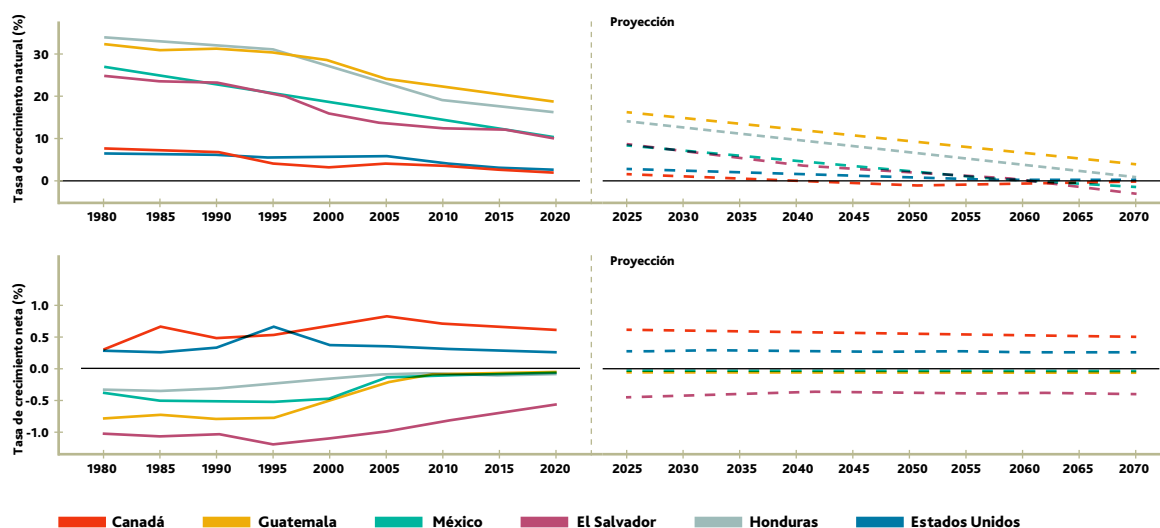 Tasa de crecimiento natural (%)
Proyección
30
20
10
0
1980 1985 1990 1995 2000 2005 2010 2015 2020 2025 2030 2035 2040 2045 2050 2055 2060 2065 2070
Tasa de crecimiento neta (%)
Proyección
1.0
0.5
0.0
-0.5
-1.0
1980 1985 1990 1995 2000 2005 2010 2015 2020 2025 2030 2035 2040 2045 2050 2055 2060 2065 2070
Canadá Guatemala México El Salvador Honduras Estados Unidos